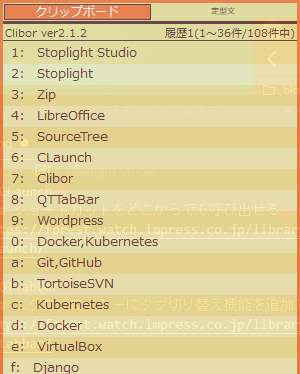 クリップボード 定型文
Clibor ver2.1.2 履歴1(1～36件/108件中)
1: Stoplight Studio
2: Stoplight
3: Zip
4: LibreOffice
5: SourceTree
6: CLaunch
7: Clibor
8: QTTabBar
9: Wordpress
0: Docker,Kubernetes
a: Git,GitHub
b: TortoiseSVN
c: Kubernetes
d: Docker
e: VirtualBox
f: Django